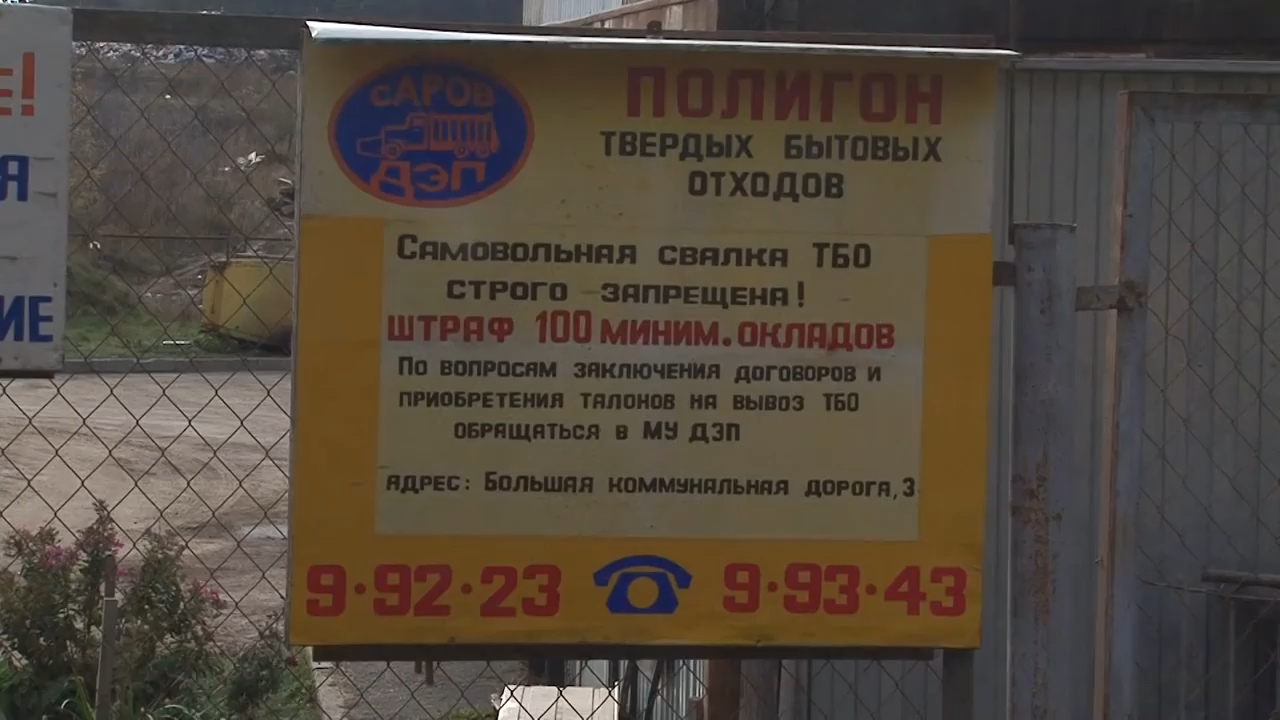 Е!
Я
ИЕ
САРОВ
ДЭП
ПОЛИГОН
ТВЕРДЫХ БЫТОВЫХ
ОТХОДОВ
САМОВОЛЬНАЯ СВАЛКА ТБО
СТРОГО ЗАПРЕЩЕНА!
ШТРАФ 100 МИНИМ. ОКЛАДОВ
ПО ВОПРОСАМ ЗАКЛЮЧЕНИЯ ДОГОВОРОВ И
ПРИОБРЕТЕНИЯ ТАЛОНОВ НА ВЫВОЗ ТБО
ОБРАЩАТЬСЯ В МУ ДЭП
АДРЕС: БОЛЬШАЯ КОММУНАЛЬНАЯ ДОРОГА, 3
9·92·23 9·93·43